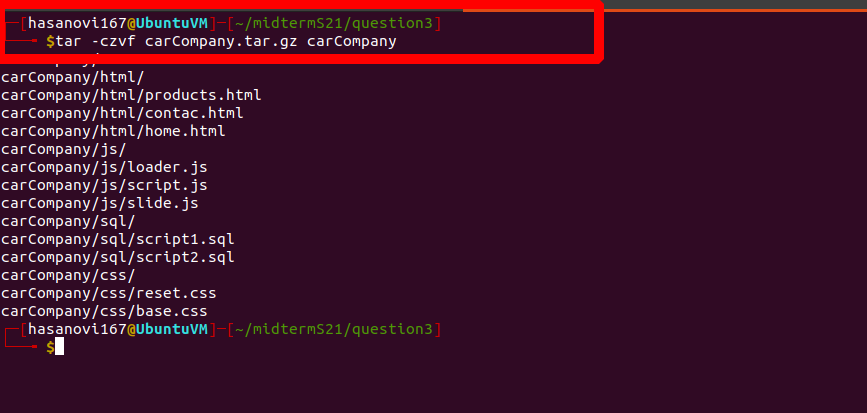 [hasanovi167@UbuntuVM]-[~/midtermS21/question3]
$tar -czvf carCompany.tar.gz carCompany
carCompany/html/
carCompany/html/products.html
carCompany/html/contac.html
carCompany/html/home.html
carCompany/js/
carCompany/js/loader.js
carCompany/js/script.js
carCompany/js/slide.js
carCompany/sql/
carCompany/sql/script1.sql
carCompany/sql/script2.sql
carCompany/css/
carCompany/css/reset.css
carCompany/css/base.css
[hasanovi167@UbuntuVM]-[~/midtermS21/question3]
$